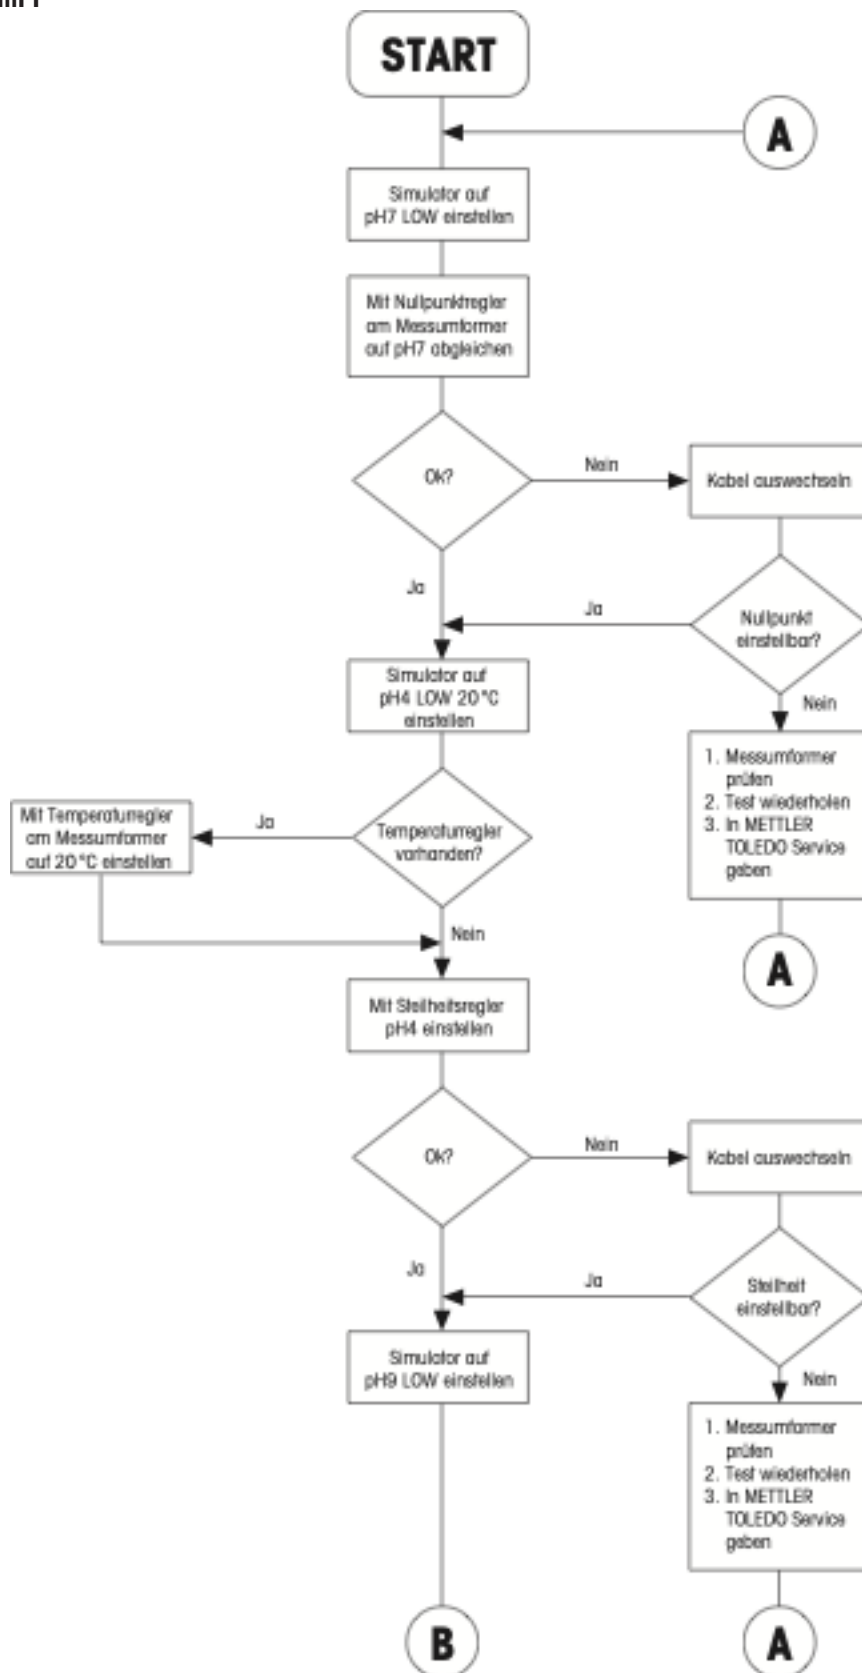 START
A
Simulator auf
pH7 LOW einstellen
Mit Nullpunktregler
am Messumformer
auf pH7 abgleichen
Ok?
Nein
Kabel auswechseln
Ja
Ja
Nullpunkt
einstellbar?
Nein
Simulator auf
pH4 LOW 20 °C
einstellen
1. Messumformer
prüfen
2. Test wiederholen
3. In METTLER
TOLEDO Service
geben
A
Temperaturregler
vorhanden?
Ja
Mit Temperaturregler
am Messumformer
auf 20 °C einstellen
Nein
Mit Steilheitsregler
pH4 einstellen
Ok?
Nein
Kabel auswechseln
Ja
Ja
Steilheit
einstellbar?
Nein
Simulator auf
pH9 LOW einstellen
1. Messumformer
prüfen
2. Test wiederholen
3. In METTLER
TOLEDO Service
geben
B
A